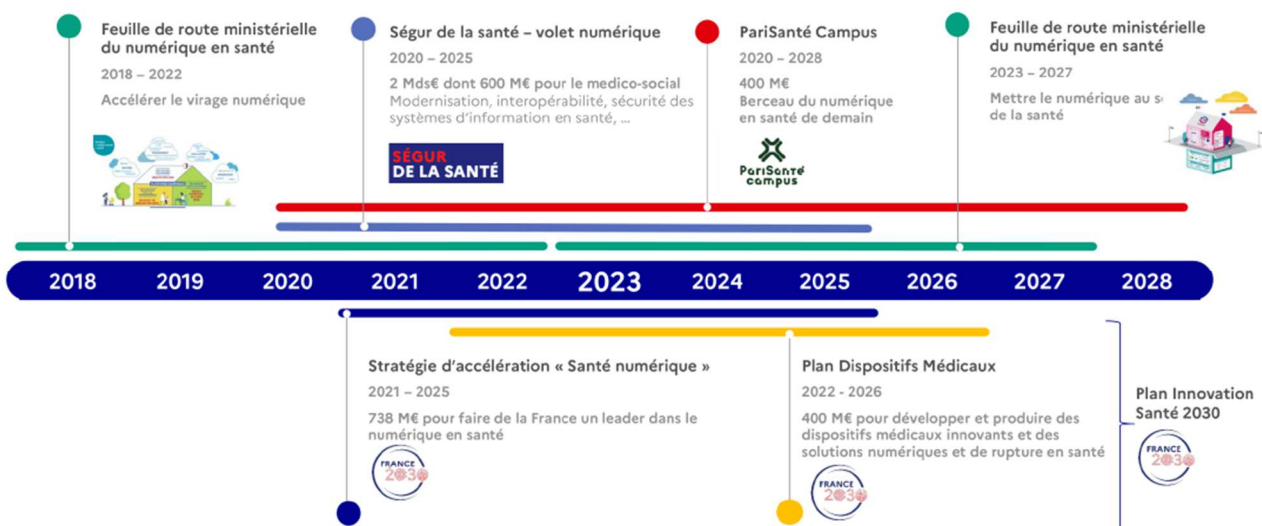 Feuille de route ministérielle
du numérique en santé
2018 – 2022
Accélérer le virage numérique
Ségur de la santé – volet numérique
2020 – 2025
2 Mds€ dont 600 M€ pour le medico-social
Modernisation, interopérabilité, sécurité des
systèmes d'information en santé, ...
SÉGUR
DE LA SANTÉ
PariSanté Campus
2020 – 2028
400 M€
Berceau du numérique
en santé de demain
PariSanté
campus
Feuille de route ministérielle
du numérique en santé
2023 – 2027
Mettre le numérique au
de la santé
2018 2019 2020 2021 2022 2023 2024 2025 2026 2027 2028
Stratégie d'accélération « Santé numérique »
2021 – 2025
738 M€ pour faire de la France un leader dans le
numérique en santé
FRANCE
2030
Plan Dispositifs Médicaux
2022 - 2026
400 M€ pour développer et produire des
dispositifs médicaux innovants et des
solutions numériques et de rupture en santé
FRANCE
2030
Plan Innovation
Santé 2030
FRANCE
2030